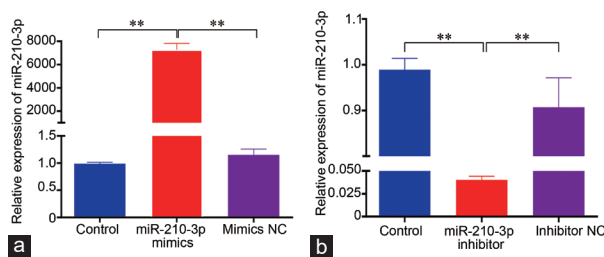 Relative expression of miR-210-3p
8000
6000
4000
2000
1.5
1.0
0.5
0
**
**
Control
miR-210-3p
mimics
Mimics NC
a
Relative expression of miR-210-3p
1.1
1.0
0.9
0.050
0.025
0
**
**
Control
miR-210-3p
inhibitor
Inhibitor NC
b